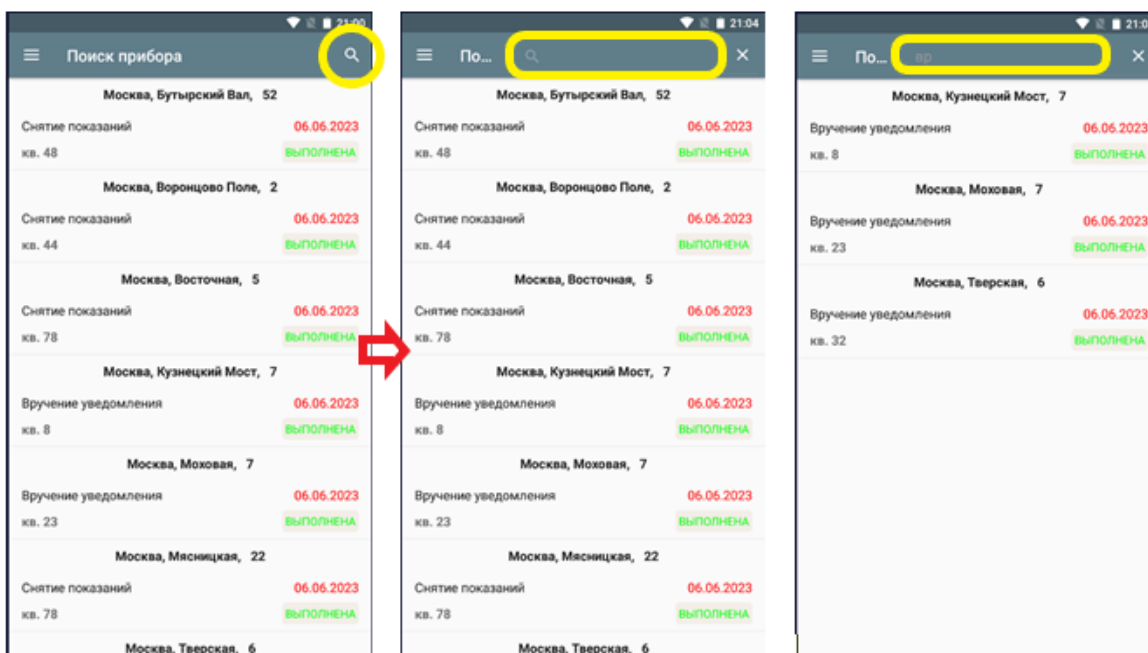 21:00
Поиск прибора
Москва, Бутырский Вал, 52
Снятие показаний 06.06.2023
кв. 48 ВЫПОЛНЕНА
Москва, Воронцово Поле, 2
Снятие показаний 06.06.2023
кв. 44 ВЫПОЛНЕНА
Москва, Восточная, 5
Снятие показаний 06.06.2023
кв. 78 ВЫПОЛНЕНА
Москва, Кузнецкий Мост, 7
Вручение уведомления 06.06.2023
кв. 8 ВЫПОЛНЕНА
Москва, Моховая, 7
Вручение уведомления 06.06.2023
кв. 23 ВЫПОЛНЕНА
Москва, Мясницкая, 22
Снятие показаний 06.06.2023
кв. 78 ВЫПОЛНЕНА
Москва, Тверская, 6
21:04
По...
Москва, Бутырский Вал, 52
Снятие показаний 06.06.2023
кв. 48 ВЫПОЛНЕНА
Москва, Воронцово Поле, 2
Снятие показаний 06.06.2023
кв. 44 ВЫПОЛНЕНА
Москва, Восточная, 5
Снятие показаний 06.06.2023
кв. 78 ВЫПОЛНЕНА
Москва, Кузнецкий Мост, 7
Вручение уведомления 06.06.2023
кв. 8 ВЫПОЛНЕНА
Москва, Моховая, 7
Вручение уведомления 06.06.2023
кв. 23 ВЫПОЛНЕНА
Москва, Мясницкая, 22
Снятие показаний 06.06.2023
кв. 78 ВЫПОЛНЕНА
Москва, Тверская, 6
21:0
По... вр
Москва, Кузнецкий Мост, 7
Вручение уведомления 06.06.2023
кв. 8 ВЫПОЛНЕНА
Москва, Моховая, 7
Вручение уведомления 06.06.2023
кв. 23 ВЫПОЛНЕНА
Москва, Тверская, 6
Вручение уведомления 06.06.2023
кв. 32 ВЫПОЛНЕНА